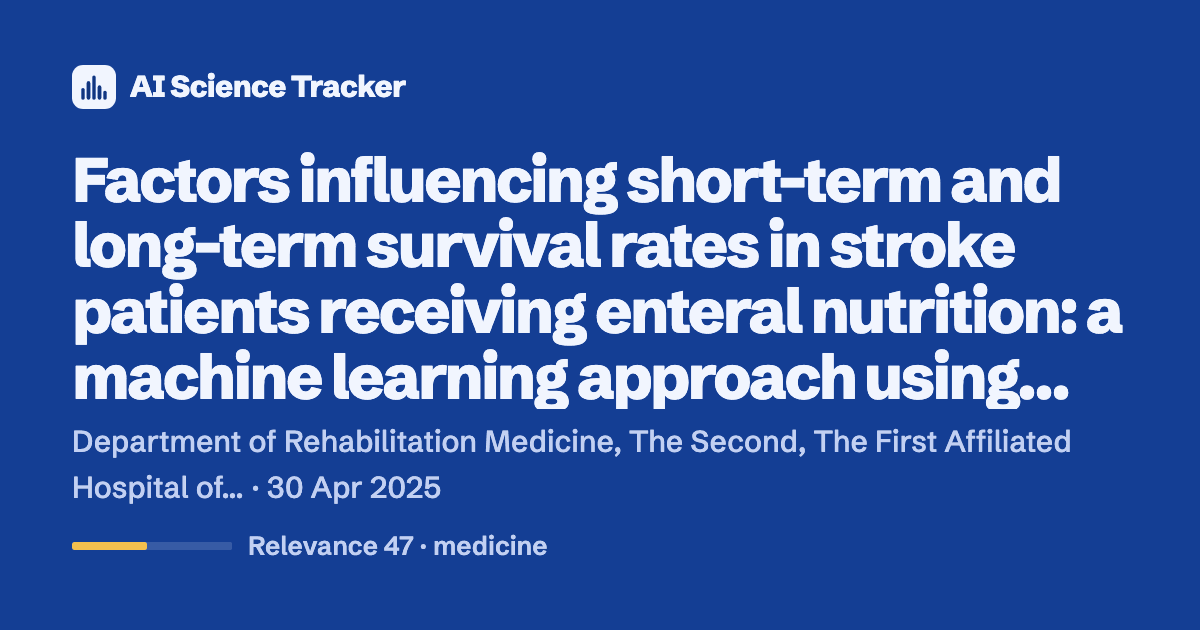 AI Science Tracker
Factors influencing short-term and
long-term survival rates in stroke
patients receiving enteral nutrition: a
machine learning approach using...
Department of Rehabilitation Medicine, The Second, The First Affiliated
Hospital of... · 30 Apr 2025
Relevance 47 · medicine